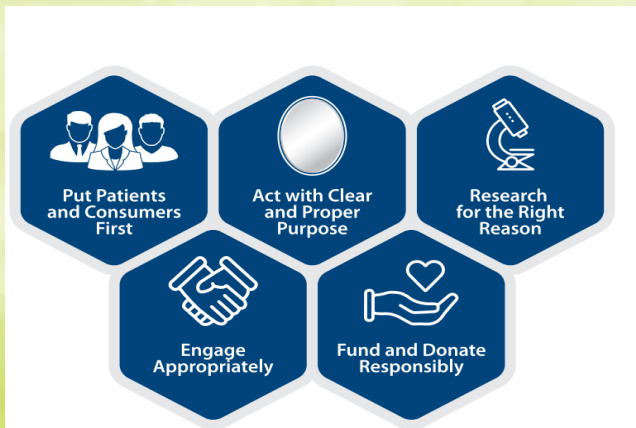 Put Patients
and Consumers
First
Act with Clear
and Proper
Purpose
Research
for the Right
Reason
Engage
Appropriately
Fund and Donate
Responsibly